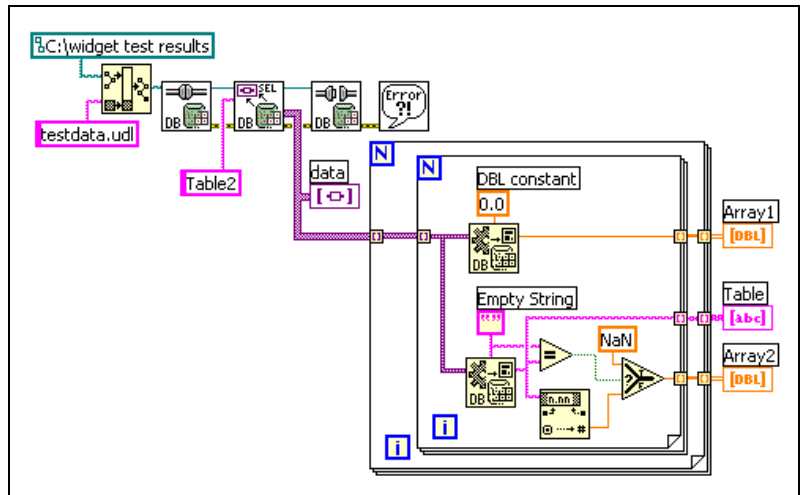 C:\widget test results
testdata.udl
DB
SEL
DB
DB
Error
?!
Table2
data
N
N
DBL constant
0.0
DB
Array1
[DBL]
Empty String
""
=
DB
NaN
?
T
F
n.nn
#
Table
[abc]
Array2
[DBL]
i
i